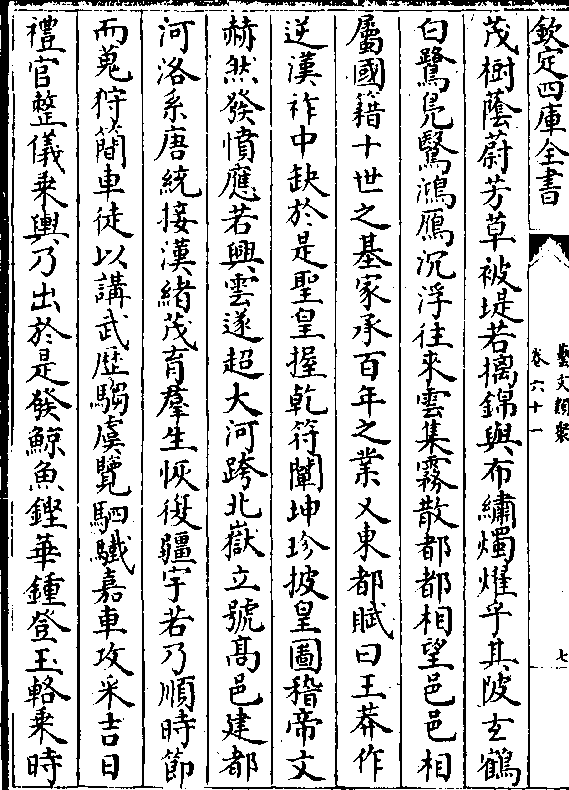 欽定四庫全書
藝文類聚
卷六十一
七
茂樹蔭蔚芳草被堤若摛錦與布繡燭燿乎其陂玄鶴
白鷺鳧鷖鴻鴈沉浮往來雲集霧散都都相望邑邑相
屬國籍十世之基家承百年之業又東都賦曰王莽作
逆漢祚中缺於是聖皇握乾符闡坤珍披皇圖稽帝文
赫然發憤應若興雲遂超大河跨北嶽立號髙邑建都
河洛系唐統接漢緒茂育羣生恢復疆宇若乃順時節
而蒐狩簡車徒以講武歴騶虞覽駟驖嘉車攻采吉日
禮官整儀乘輿乃出於是發鯨魚鏗華鍾登玉輅乘時